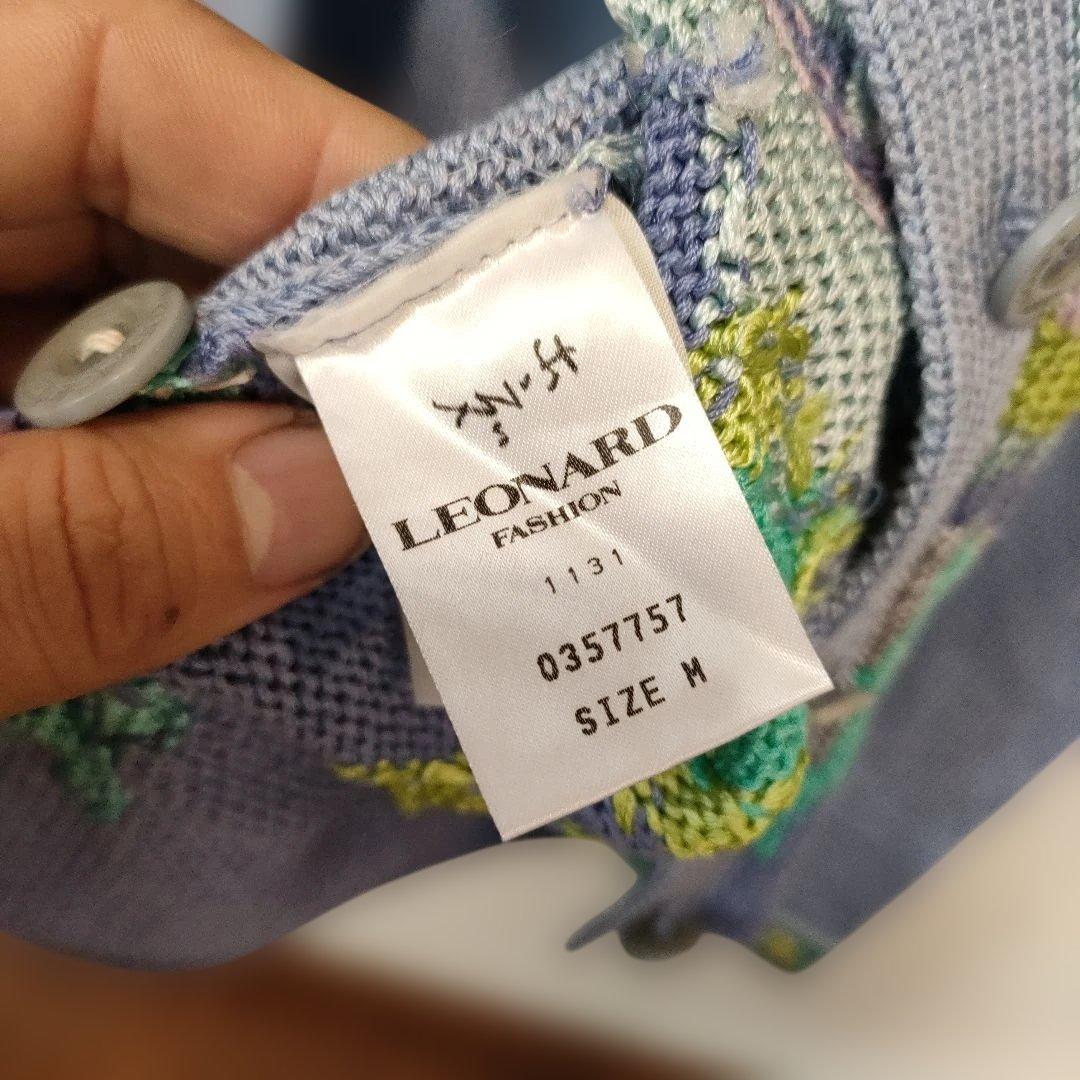 LEONARD
FASHION
1131
0357757
SIZE M